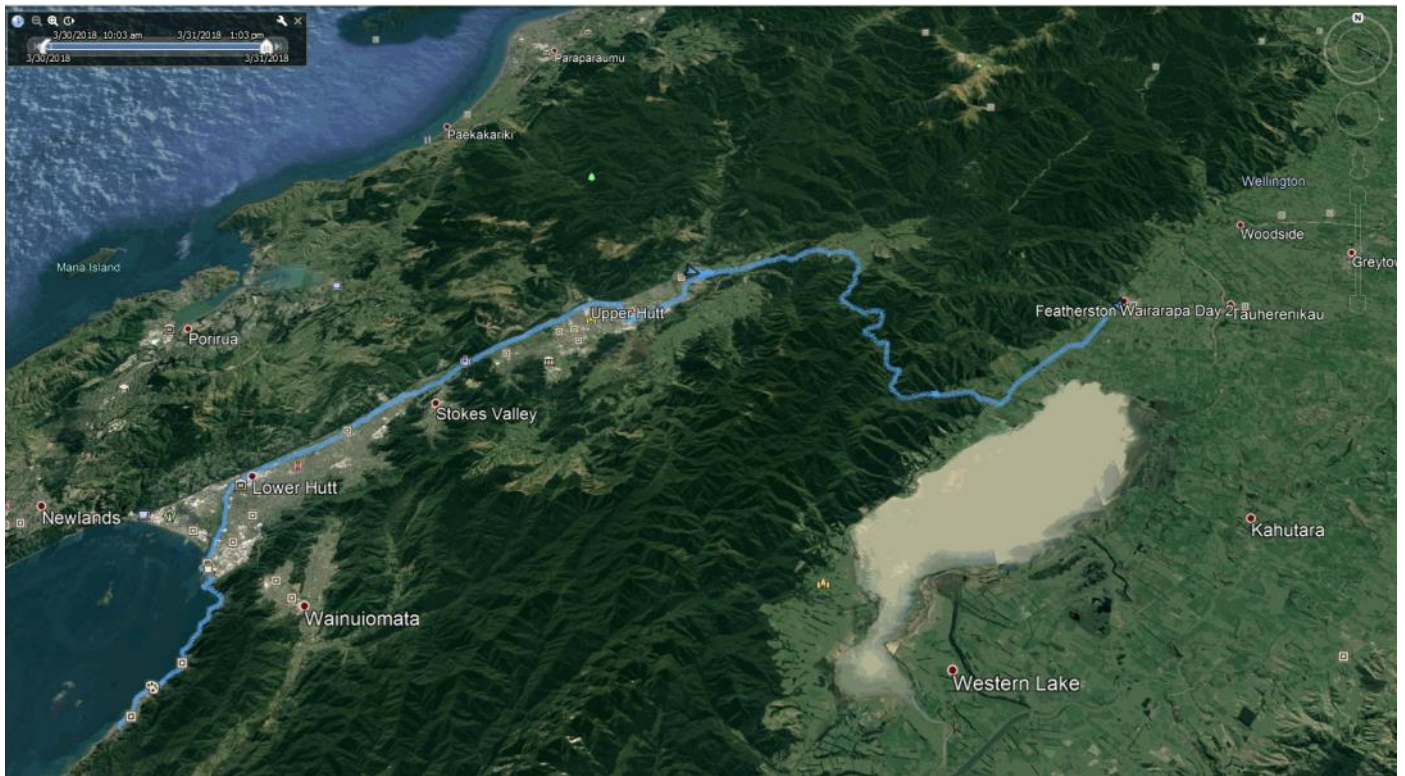 3/30/2018 10:03 am 3/31/2018 1:03 pm
3/30/2018 3/31/2018
N
Paraparaumu
Paekakariki
Wellington
Woodside
Mana Island
Greytow
Upper Hutt
Featherston Wairarapa Day 2
Tauherenikau
Porirua
Stokes Valley
Lower Hutt
Newlands
Kahutara
Wainuiomata
Western Lake